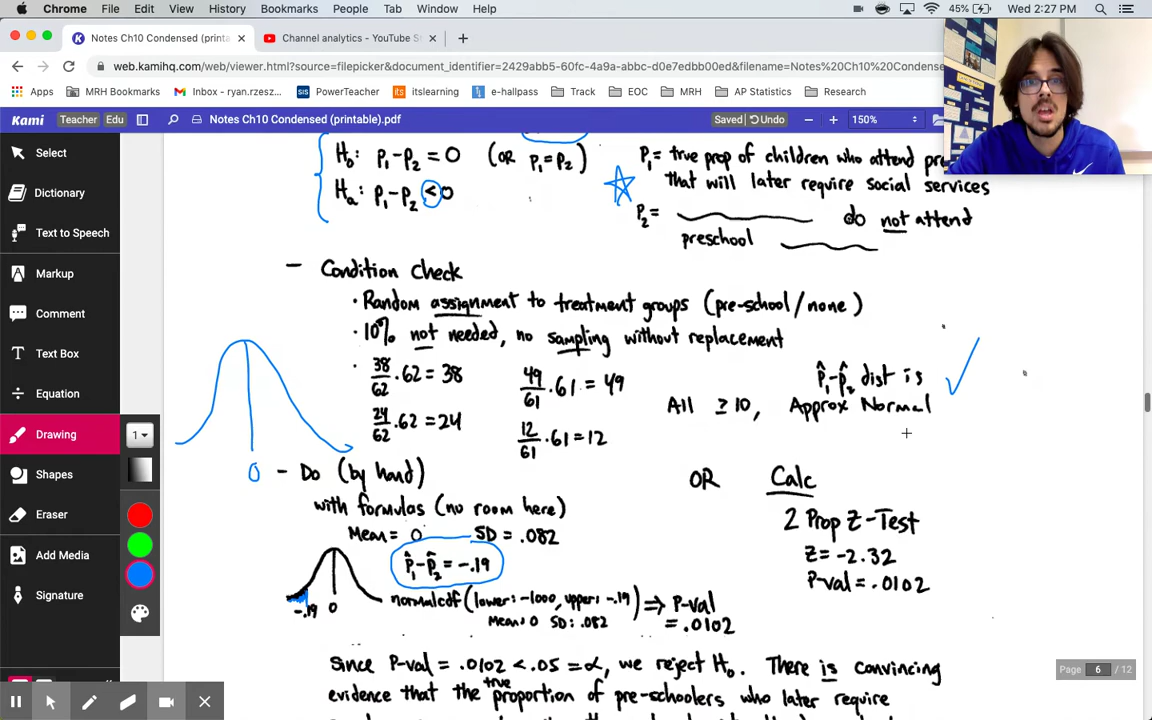 Chrome File Edit View History Bookmarks People Tab Window Help 45% Wed 2:27 PM
Notes Ch10 Condensed (printab × Channel analytics - YouTube S × +
web.kamihq.com/web/viewer.html?source=filepicker&document_identifier=2429abb5-60fc-4a9a-abbc-d0e7edbb00ed&filename=Notes%20Ch10%20Condense
Apps MRH Bookmarks Inbox - ryan.rzesz... PowerTeacher itslearning e-hallpass Track EOC MRH AP Statistics Research
Kami Teacher Edu Notes Ch10 Condensed (printable).pdf Saved Undo 150%
Select
Dictionary
Text to Speech
Markup
Comment
Text Box
Equation
Drawing 1
Shapes
Eraser
Add Media
Signature
H₀: P₁-P₂ = 0 (OR P₁=P₂)
Hₐ: P₁-P₂ < 0
P₁= true prop of children who attend pre
that will later require social services
P₂= do not attend
preschool
- Condition Check
· Random assignment to treatment groups (pre-school/none)
· 10% not needed, no sampling without replacement
· 38/62 · 62 = 38 49/61 · 61 = 49
24/62 · 62 = 24 12/61 · 61 = 12
All ≥ 10, p̂₁-p̂₂ dist is
Approx Normal
0
- Do (by hand)
with formulas (no room here)
Mean = 0 SD = .082
p̂₁-p̂₂ = -.19
-.19 0
normalcdf (lower: -1000, upper: -.19) ⇒ P-val
Mean: 0 SD: .082 = .0102
OR Calc
2 Prop Z-Test
Z = -2.32
P-val = .0102
Since P-val = .0102 < .05 = α, we reject H₀. There is convincing
evidence that the true proportion of pre-schoolers who later require
Page 6 / 12